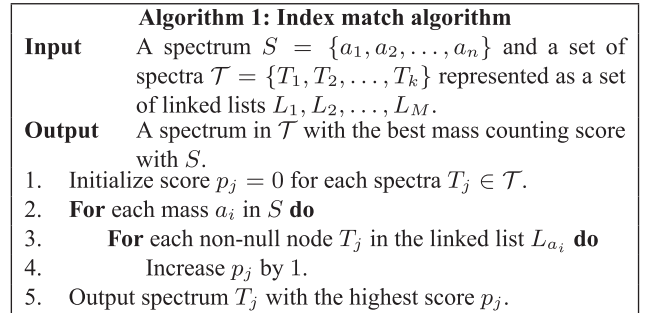 Algorithm 1: Index match algorithm
Input A spectrum S = {a₁, a₂, . . . , aₙ} and a set of
spectra 𝒯 = {T₁, T₂, . . . , Tₖ} represented as a set
of linked lists L₁, L₂, . . . , L_M.
Output A spectrum in 𝒯 with the best mass counting score
with S.
1. Initialize score pⱼ = 0 for each spectra Tⱼ ∈ 𝒯.
2. For each mass aᵢ in S do
3. For each non-null node Tⱼ in the linked list L_{aᵢ} do
4. Increase pⱼ by 1.
5. Output spectrum Tⱼ with the highest score pⱼ.